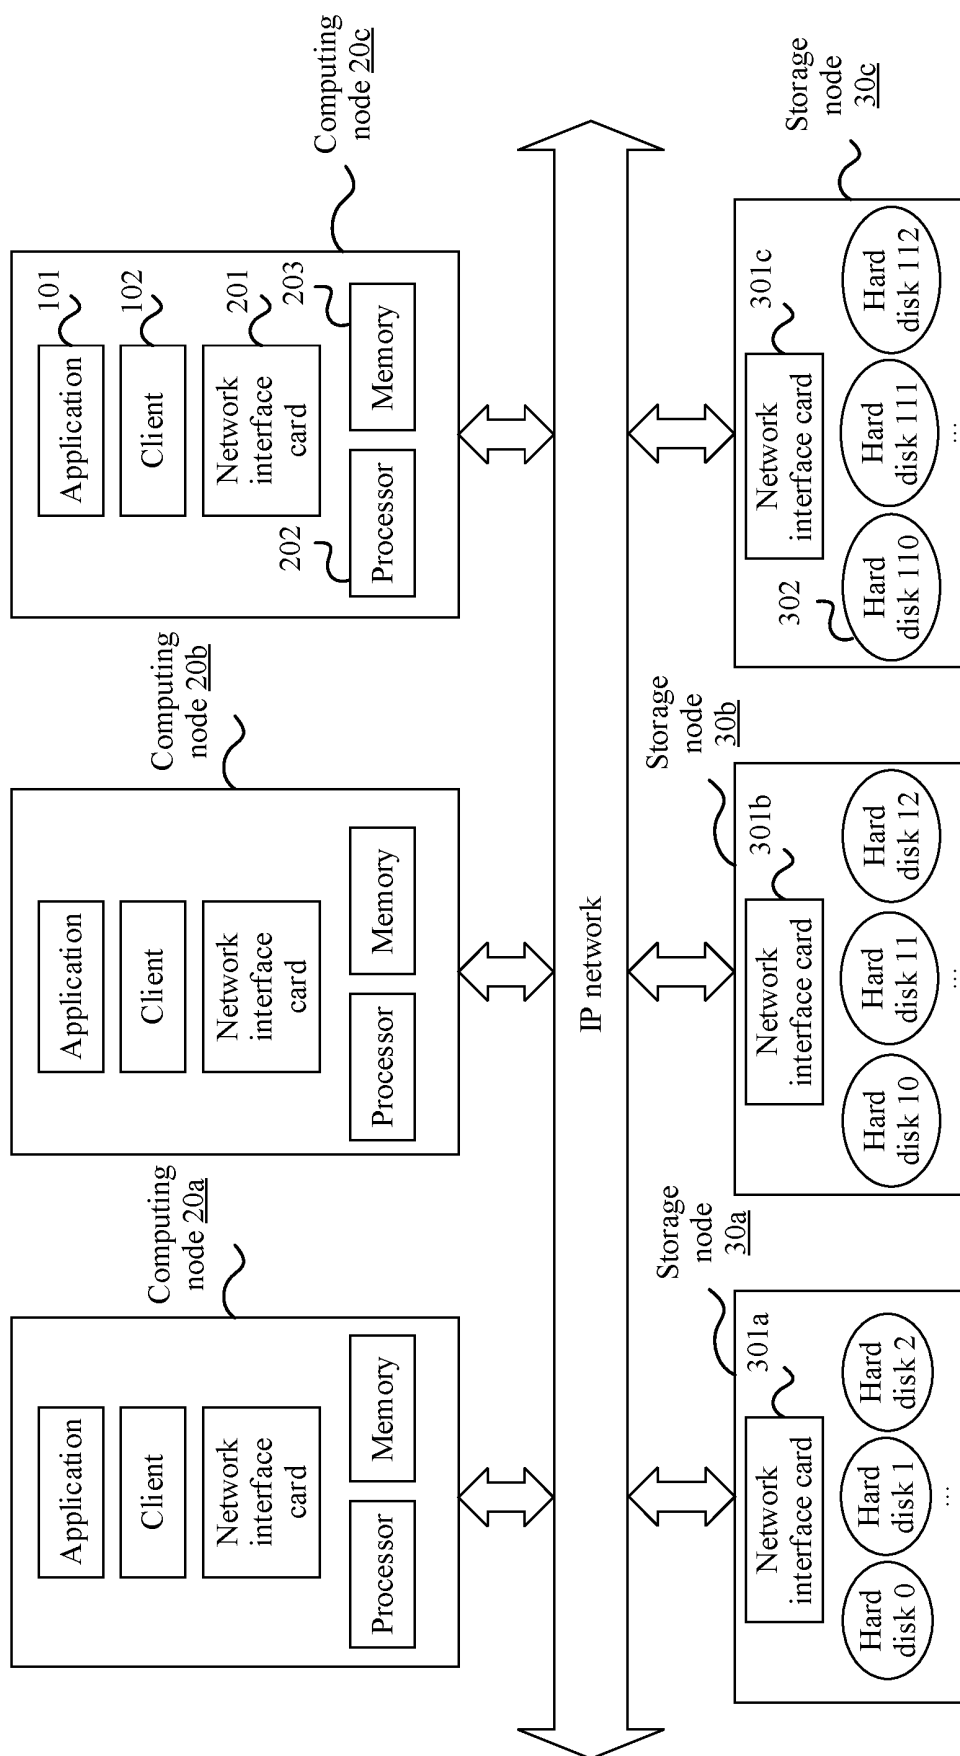 Computing
node 20a
Application
Client
Network
interface
card
Processor
Memory
Computing
node 20b
Application
Client
Network
interface
card
Processor
Memory
Computing
node 20c
Application
101
Client
102
Network
interface
card
201
202
203
Processor
Memory
IP network
Storage
node
30a
301a
Network
interface card
Hard
disk 0
Hard
disk 1
Hard
disk 2
...
Storage
node
30b
301b
Network
interface card
Hard
disk 10
Hard
disk 11
Hard
disk 12
...
Storage
node
30c
301c
Network
interface card
302
Hard
disk 110
Hard
disk 111
Hard
disk 112
...